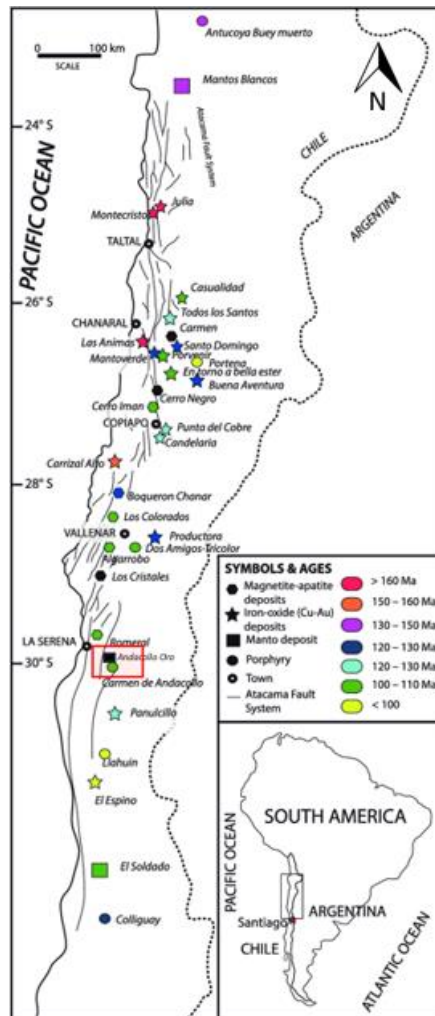 Antucoya Buey muerto
0 100 km
SCALE
N
Mantos Blancos
24° S
Atacama Fault System
CHILE
ARGENTINA
PACIFIC OCEAN
Julia
Montecristo
TALTAL
26° S
Casualidad
Todos los Santos
CHANARAL
Carmen
Las Animas
Santo Domingo
Mantoverde
Porvenir
Portena
En torno a bella ester
Buena Aventura
Cerro Negro
Cerro Iman
COPIAPO
Punta del Cobre
Candelaria
Carrizal Alto
28° S
Boqueron Chanar
Los Colorados
VALLENAR
Productora
Dos Amigos-Tricolor
Algarrobo
Los Cristales
LA SERENA
Romeral
Andacollo Oro
30° S
Carmen de Andacollo
Panulcillo
Llahuin
El Espino
El Soldado
Colliguay
SYMBOLS & AGES
Magnetite-apatite
deposits
Iron-oxide (Cu-Au)
deposits
Manto deposit
Porphyry
Town
Atacama Fault
System
> 160 Ma
150 – 160 Ma
130 – 150 Ma
120 – 130 Ma
120 – 130 Ma
100 – 110 Ma
< 100
SOUTH AMERICA
PACIFIC OCEAN
ARGENTINA
Santiago
CHILE
ATLANTIC OCEAN